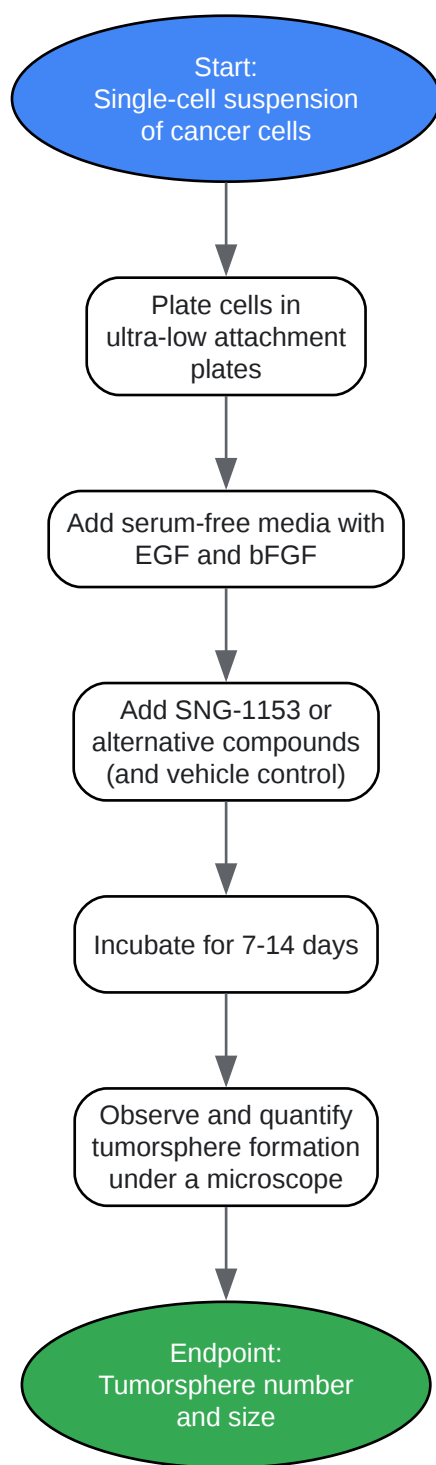 Start:
Single-cell suspension
of cancer cells
Plate cells in
ultra-low attachment
plates
Add serum-free media with
EGF and bFGF
Add SNG-1153 or
alternative compounds
(and vehicle control)
Incubate for 7-14 days
Observe and quantify
tumorsphere formation
under a microscope
Endpoint:
Tumorsphere number
and size